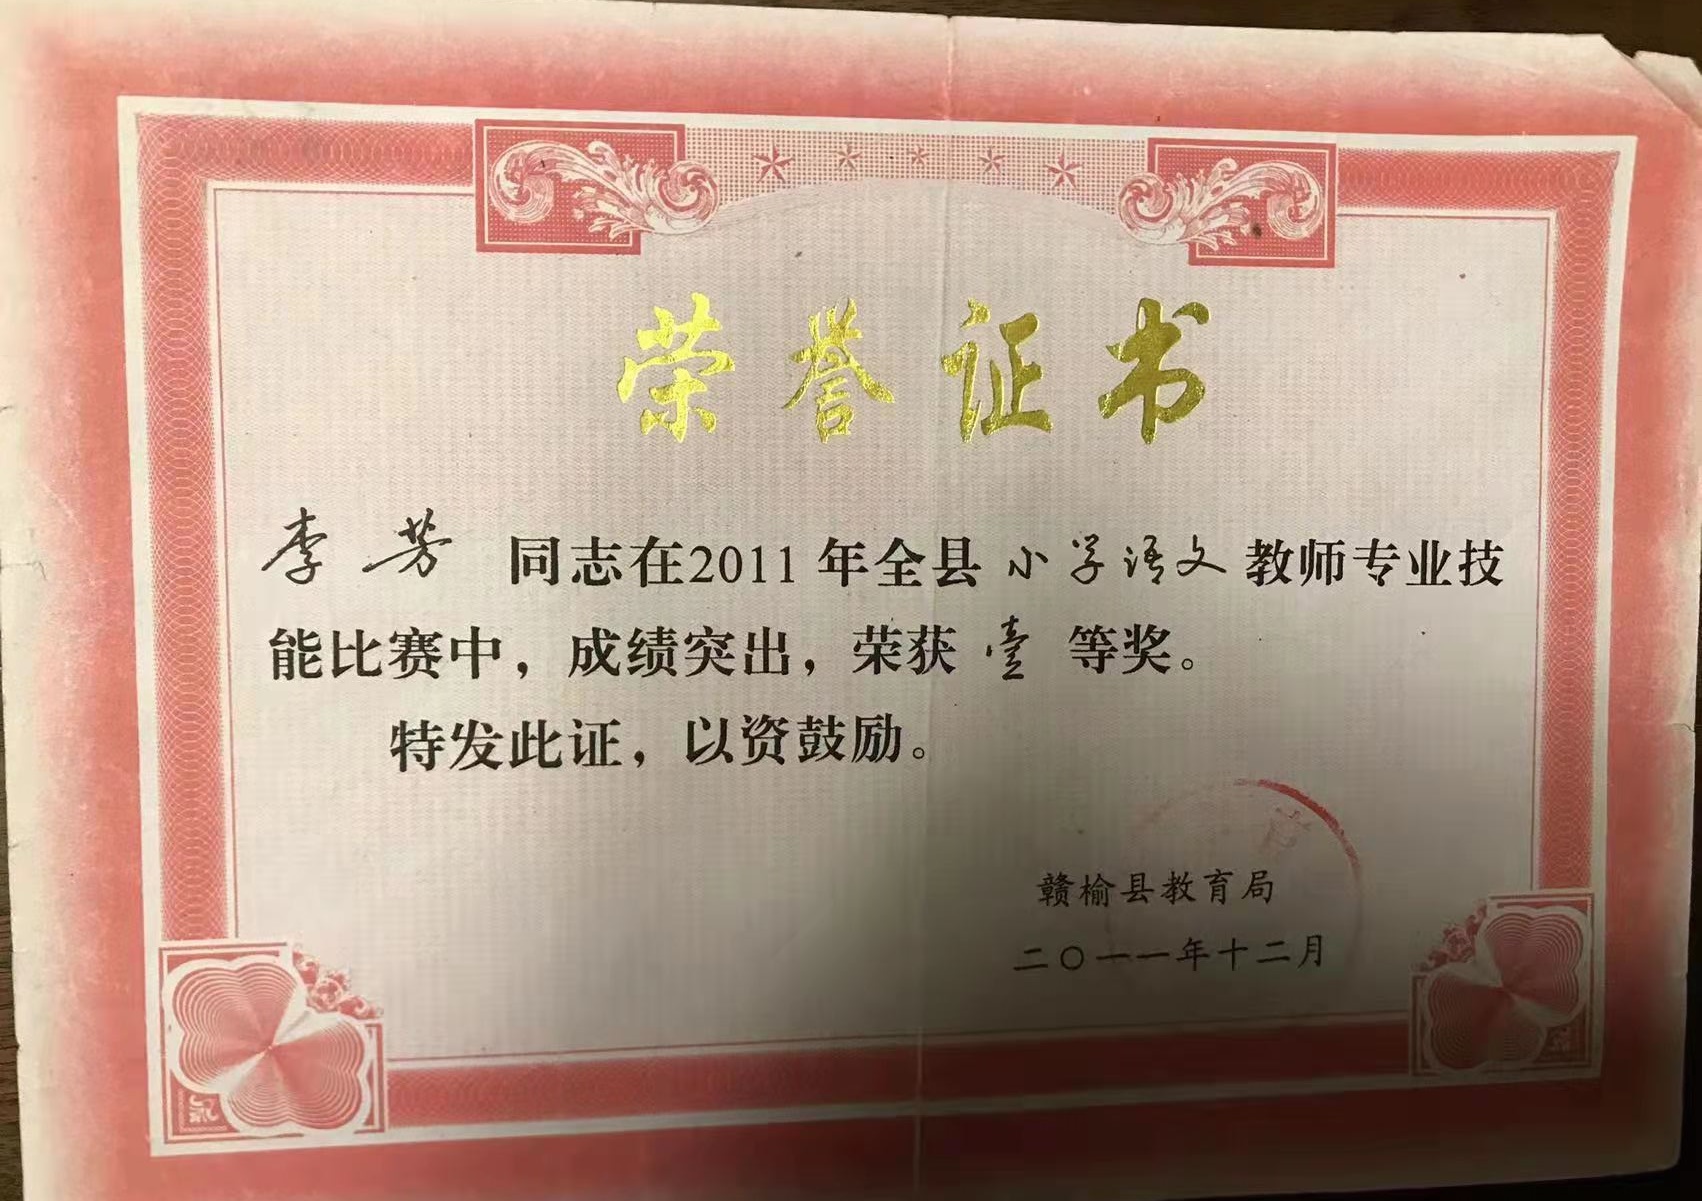 荣誉证书
李芳 同志在2011年全县小学语文教师专业技
能比赛中，成绩突出，荣获 壹 等奖。
特发此证，以资鼓励。
育
赣榆县教育局
二〇一一年十二月